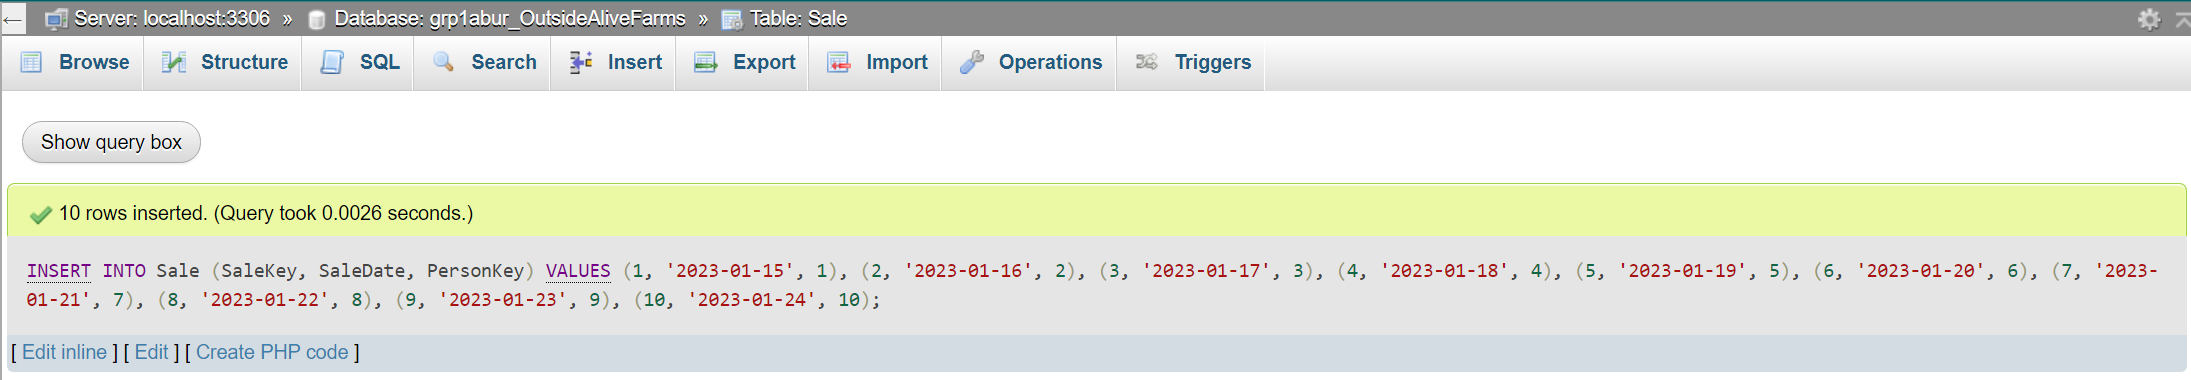 Server: localhost:3306 » Database: grp1abur_OutsideAliveFarms » Table: Sale
Browse Structure SQL Search Insert Export Import Operations Triggers
Show query box
10 rows inserted. (Query took 0.0026 seconds.)
INSERT INTO Sale (SaleKey, SaleDate, PersonKey) VALUES (1, '2023-01-15', 1), (2, '2023-01-16', 2), (3, '2023-01-17', 3), (4, '2023-01-18', 4), (5, '2023-01-19', 5), (6, '2023-01-20', 6), (7, '2023-
01-21', 7), (8, '2023-01-22', 8), (9, '2023-01-23', 9), (10, '2023-01-24', 10);
[ Edit inline ] [ Edit ] [ Create PHP code ]